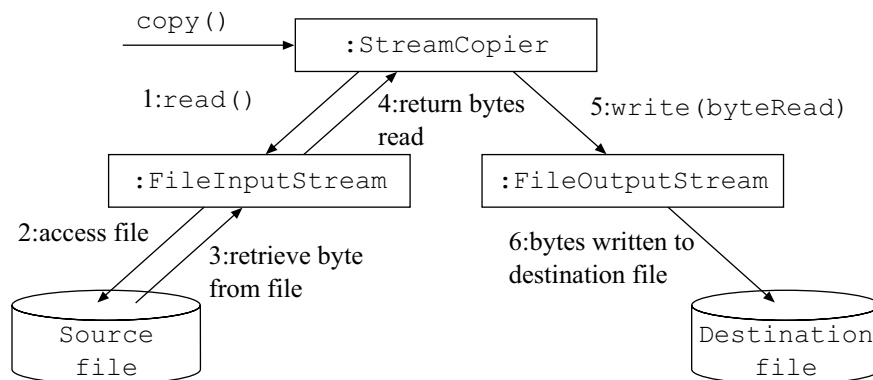 copy()
:StreamCopier
1:read()
4:return bytes
read
5:write(byteRead)
:FileInputStream
:FileOutputStream
2:access file
3:retrieve byte
from file
6:bytes written to
destination file
Source
file
Destination
file